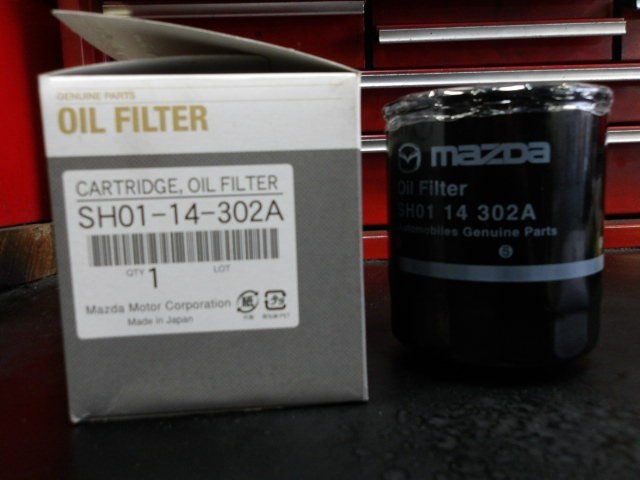 GENUINE PARTS
OIL FILTER
CARTRIDGE, OIL FILTER
SH01-14-302A
QTY 1 LOT
Mazda Motor Corporation
Made in Japan
mazda
Oil Filter
SH01 14 302A
Automobiles Genuine Parts